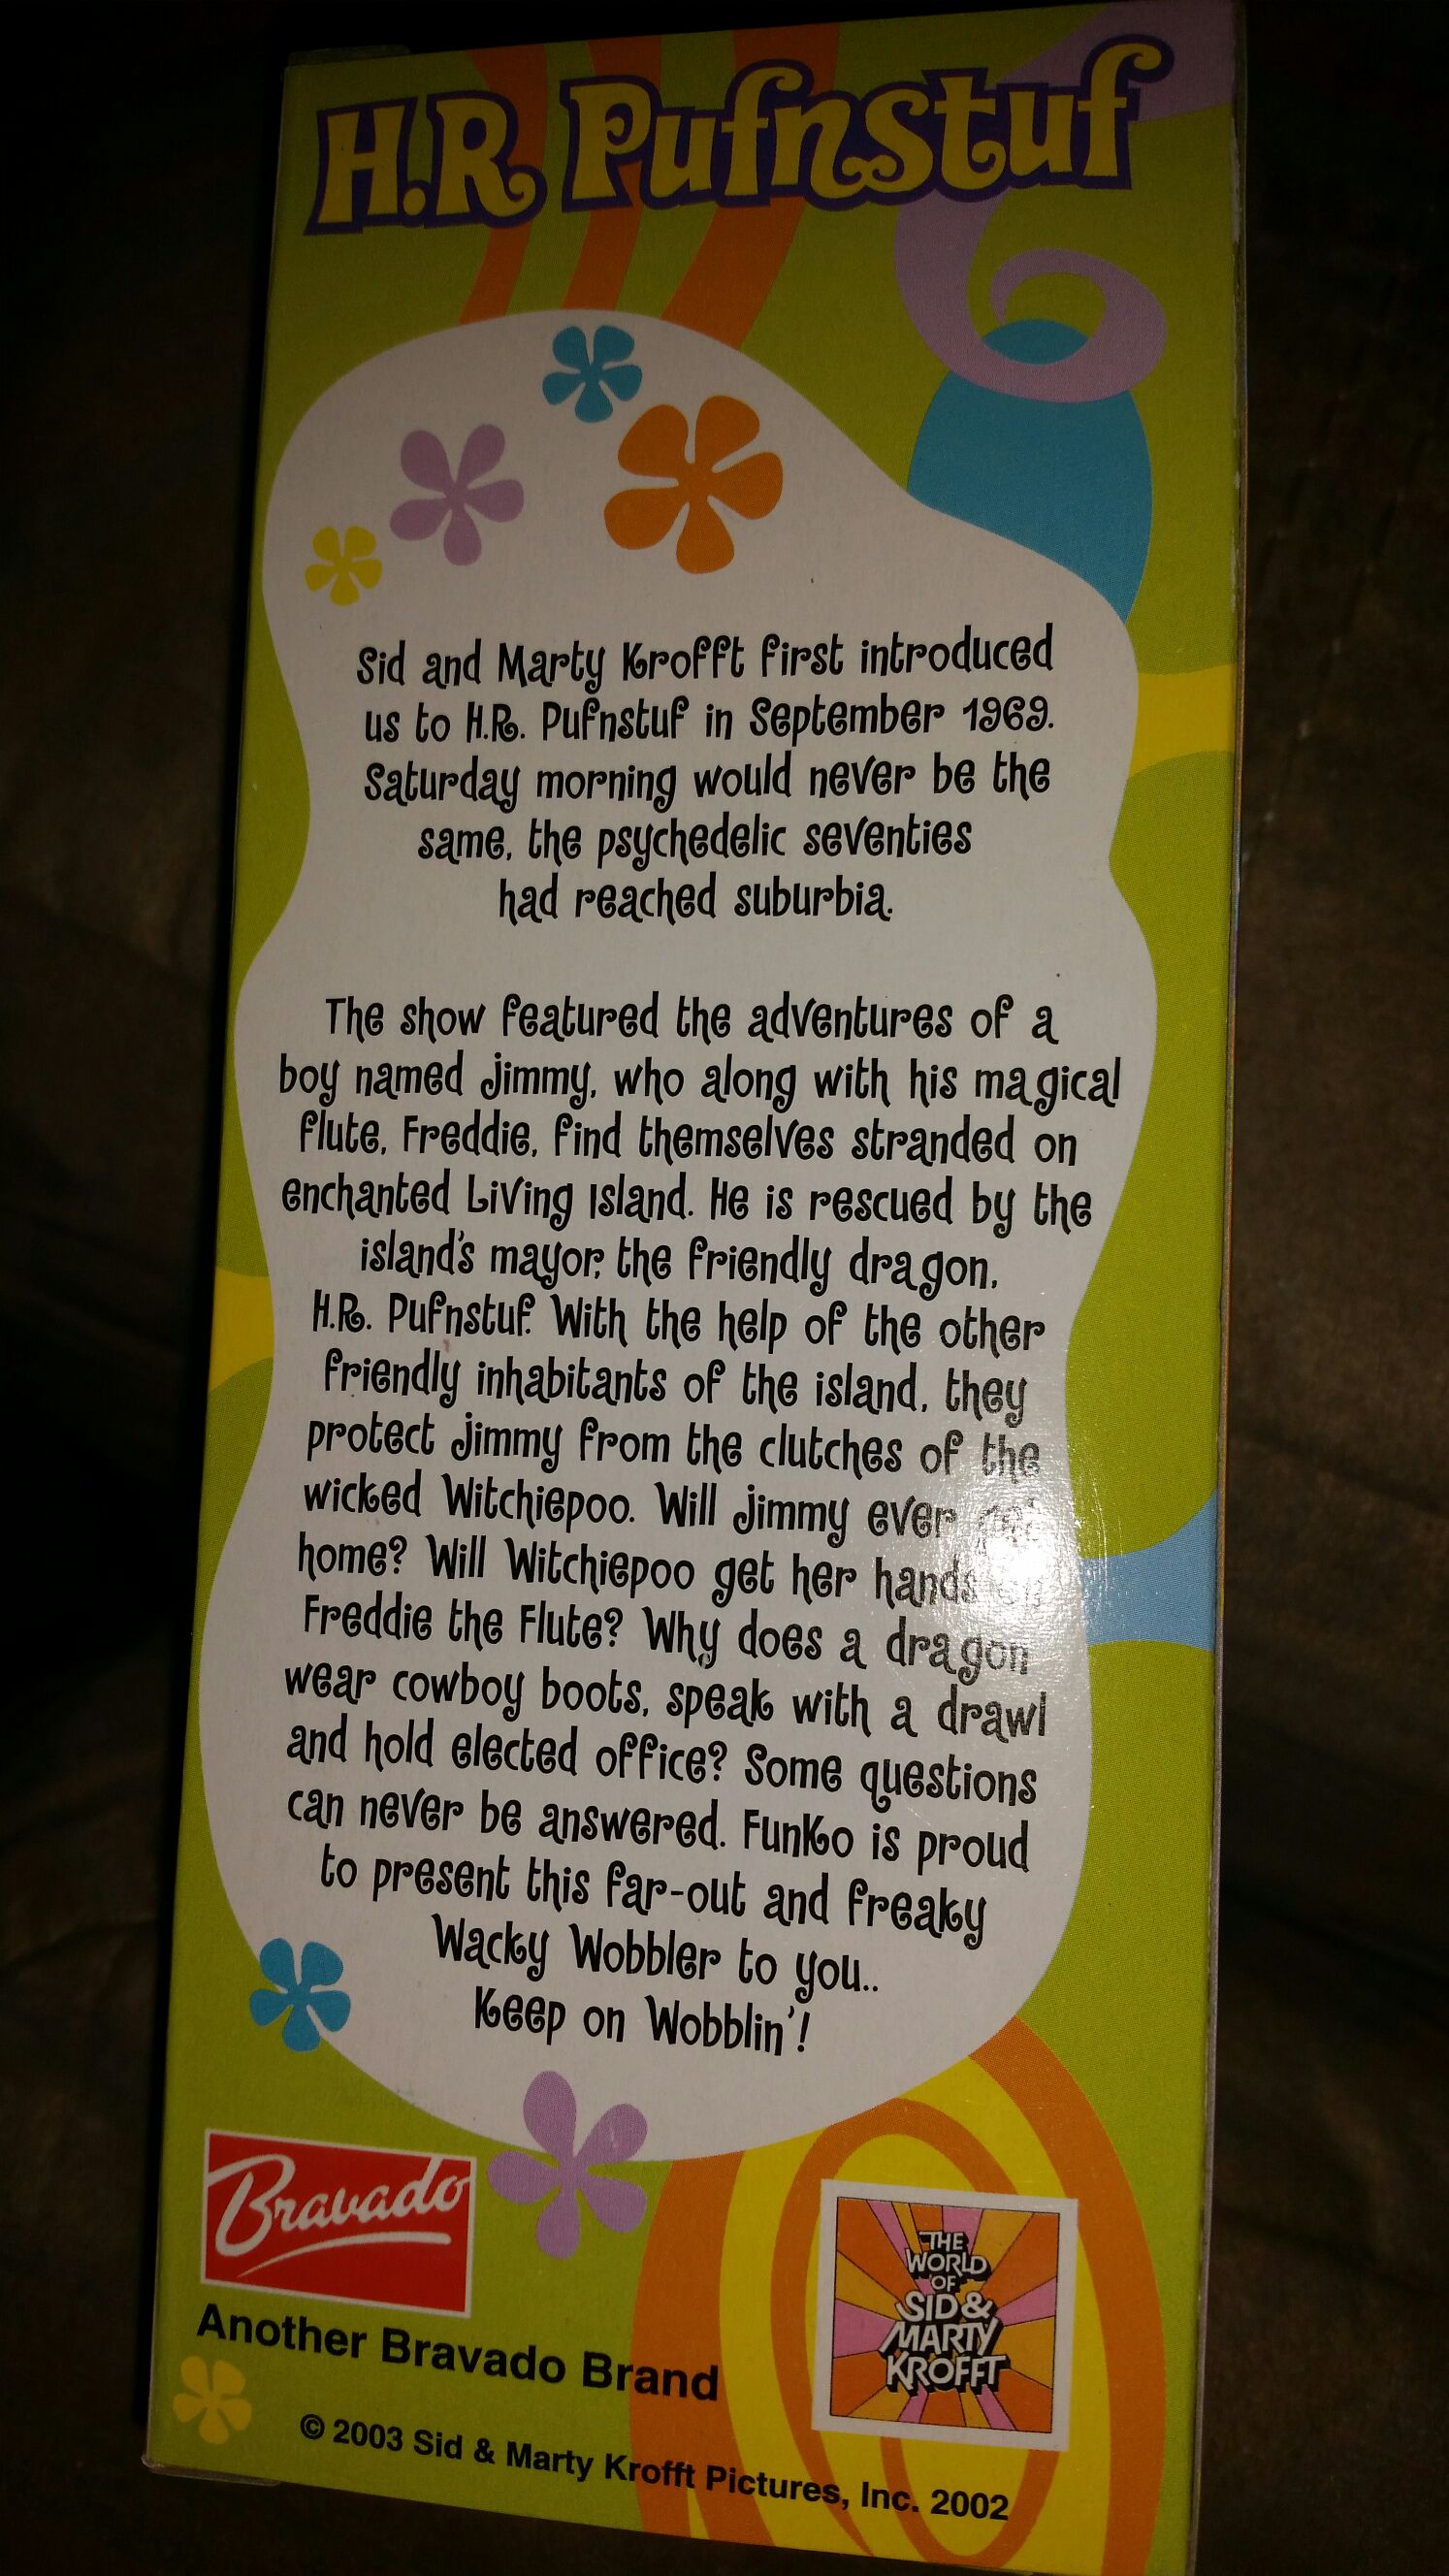 H.R. Pufnstuf
Sid and Marty Krofft first introduced
us to H.R. Pufnstuf in September 1969.
Saturday morning would never be the
same, the psychedelic seventies
had reached suburbia.
The show featured the adventures of a
boy named Jimmy, who along with his magical
flute, Freddie, find themselves stranded on
enchanted Living Island. He is rescued by the
island's mayor, the friendly dragon,
H.R. Pufnstuf. With the help of the other
friendly inhabitants of the island, they
protect Jimmy from the clutches of the
wicked Witchiepoo. Will Jimmy ever get
home? Will Witchiepoo get her hands on
Freddie the Flute? Why does a dragon
wear cowboy boots, speak with a drawl
and hold elected office? Some questions
can never be answered. Funko is proud
to present this far-out and freaky
Wacky Wobbler to you..
Keep on Wobblin'!
Bravado
Another Bravado Brand
THE
WORLD
OF
SID &
MARTY
KROFFT
© 2003 Sid & Marty Krofft Pictures, Inc. 2002